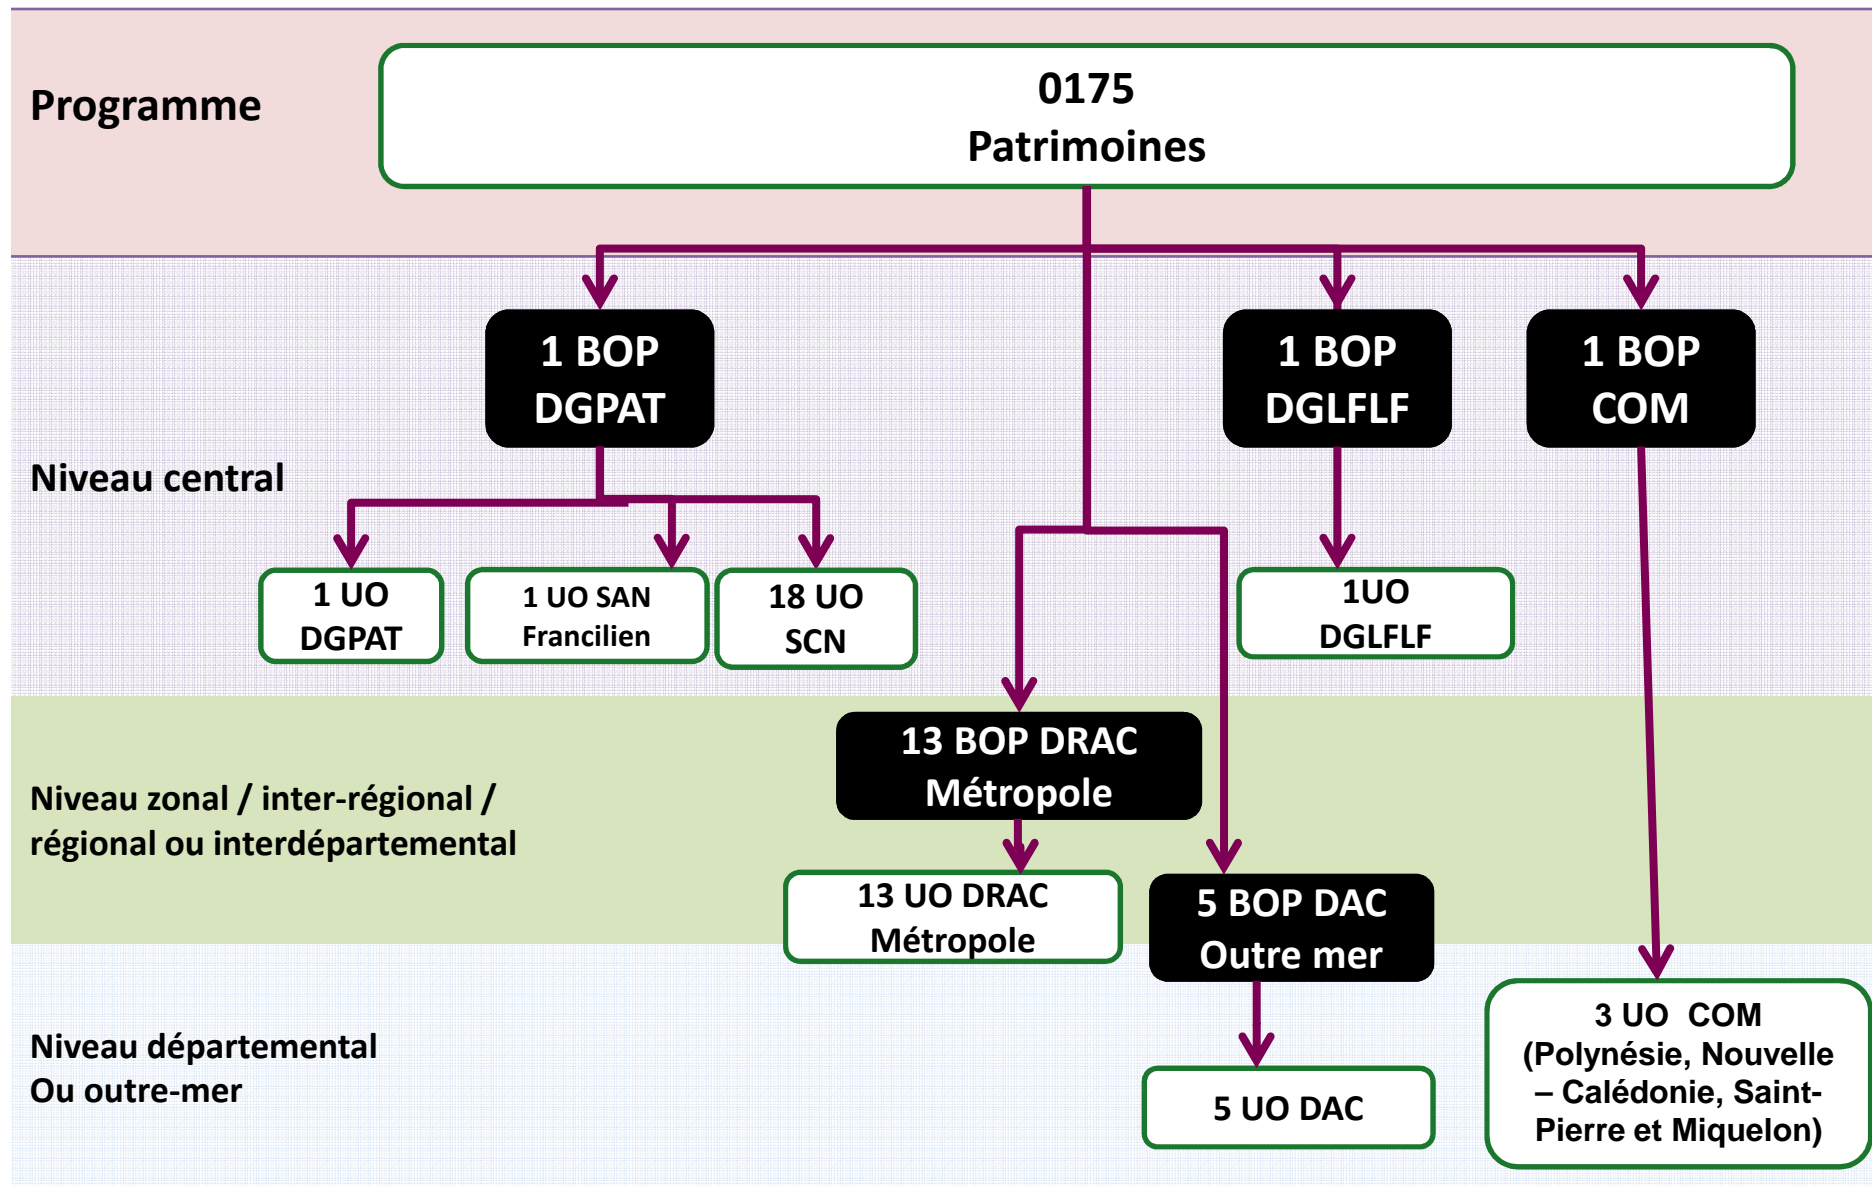 Programme
0175
Patrimoines
1 BOP
DGPAT
1 BOP
DGLFLF
1 BOP
COM
Niveau central
1 UO
DGPAT
1 UO SAN
Francilien
18 UO
SCN
1UO
DGLFLF
13 BOP DRAC
Métropole
Niveau zonal / inter-régional /
régional ou interdépartemental
13 UO DRAC
Métropole
5 BOP DAC
Outre mer
Niveau départemental
Ou outre-mer
5 UO DAC
3 UO  COM
(Polynésie, Nouvelle
– Calédonie, Saint-
Pierre et Miquelon)